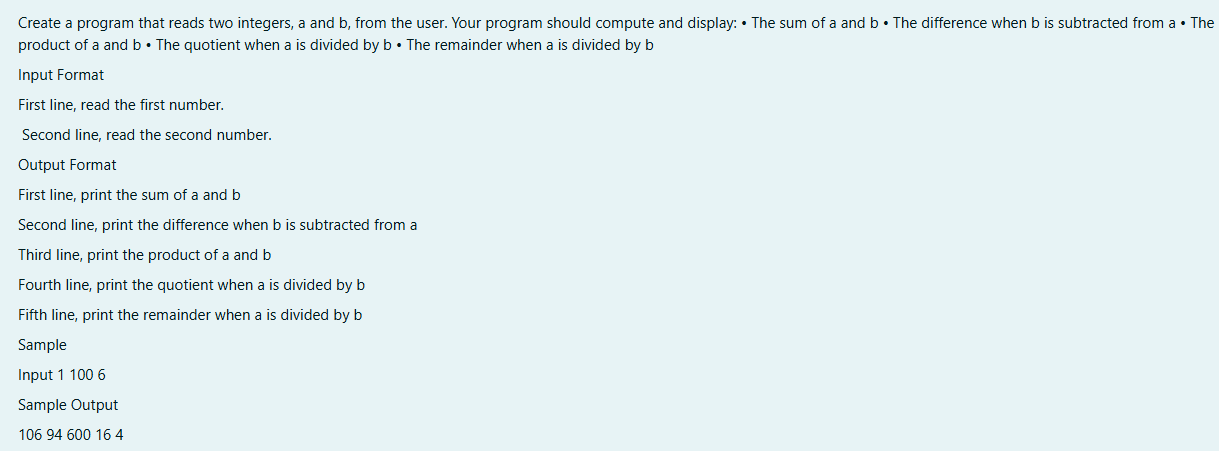 Create a program that reads two integers, a and b, from the user. Your program should compute and display: • The sum of a and b • The difference when b is subtracted from a • The
product of a and b • The quotient when a is divided by b • The remainder when a is divided by b
Input Format
First line, read the first number.
Second line, read the second number.
Output Format
First line, print the sum of a and b
Second line, print the difference when b is subtracted from a
Third line, print the product of a and b
Fourth line, print the quotient when a is divided by b
Fifth line, print the remainder when a is divided by b
Sample
Input 1 100 6
Sample Output
106 94 600 16 4